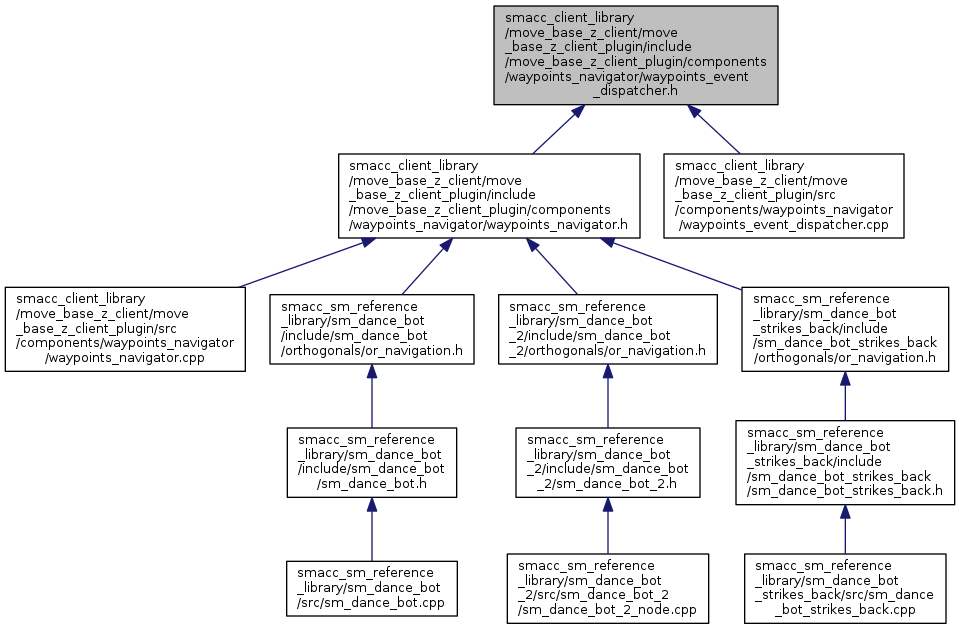 smacc_client_library
/move_base_z_client/move
_base_z_client_plugin/include
/move_base_z_client_plugin/components
/waypoints_navigator/waypoints_event
_dispatcher.h
smacc_client_library
/move_base_z_client/move
_base_z_client_plugin/include
/move_base_z_client_plugin/components
/waypoints_navigator/waypoints_navigator.h
smacc_client_library
/move_base_z_client/move
_base_z_client_plugin/src
/components/waypoints_navigator
/waypoints_event_dispatcher.cpp
smacc_client_library
/move_base_z_client/move
_base_z_client_plugin/src
/components/waypoints_navigator
/waypoints_navigator.cpp
smacc_sm_reference
_library/sm_dance_bot
/include/sm_dance_bot
/orthogonals/or_navigation.h
smacc_sm_reference
_library/sm_dance_bot
_2/include/sm_dance_bot
_2/orthogonals/or_navigation.h
smacc_sm_reference
_library/sm_dance_bot
_strikes_back/include
/sm_dance_bot_strikes_back
/orthogonals/or_navigation.h
smacc_sm_reference
_library/sm_dance_bot
/include/sm_dance_bot
/sm_dance_bot.h
smacc_sm_reference
_library/sm_dance_bot
_2/include/sm_dance_bot
_2/sm_dance_bot_2.h
smacc_sm_reference
_library/sm_dance_bot
_strikes_back/include
/sm_dance_bot_strikes_back
/sm_dance_bot_strikes_back.h
smacc_sm_reference
_library/sm_dance_bot
/src/sm_dance_bot.cpp
smacc_sm_reference
_library/sm_dance_bot
_2/src/sm_dance_bot_2
/sm_dance_bot_2_node.cpp
smacc_sm_reference
_library/sm_dance_bot
_strikes_back/src/sm_dance
_bot_strikes_back.cpp